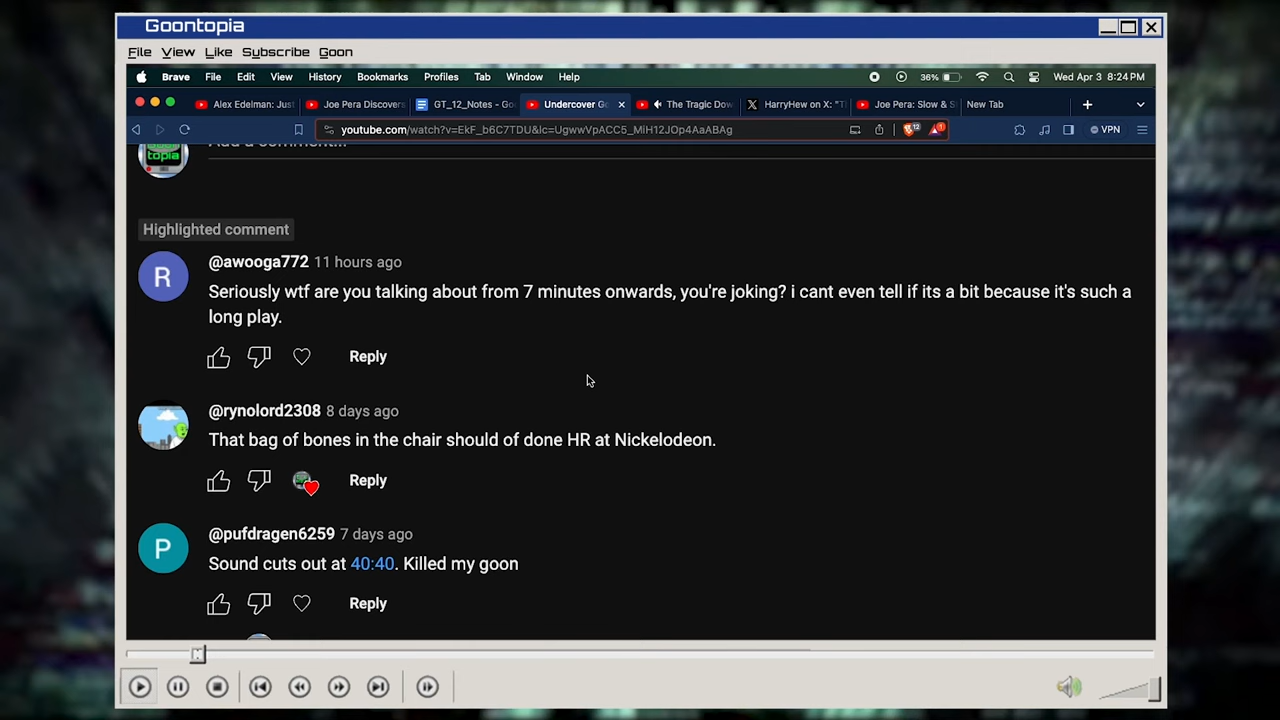 Goontopia
File View Like Subscribe Goon
Brave File Edit View History Bookmarks Profiles Tab Window Help 36% Wed Apr 3 8:24 PM
Alex Edelman: Just Joe Pera Discovers GT_12_Notes - Go Undercover Go The Tragic Dow HarryHew on X: "T Joe Pera: Slow & S New Tab
youtube.com/watch?v=EkF_b6C7TDU&lc=UgwwVpACC5_MiH12JOp4AaABAg 12 1 VPN
topia
Add a comment...
Highlighted comment
R
@awooga772 11 hours ago
Seriously wtf are you talking about from 7 minutes onwards, you're joking? i cant even tell if its a bit because it's such a
long play.
Reply
@rynolord2308 8 days ago
That bag of bones in the chair should of done HR at Nickelodeon.
Reply
P
@pufdragen6259 7 days ago
Sound cuts out at 40:40. Killed my goon
Reply